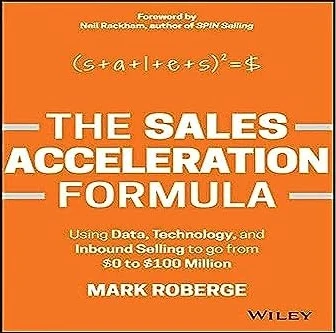 Foreword by
Neil Rackham, author of SPIN Selling
(s+a+l+e+s)²=$
THE SALES
ACCELERATION
FORMULA
Using Data, Technology, and
Inbound Selling to go from
$0 to $100 Million
MARK ROBERGE
WILEY